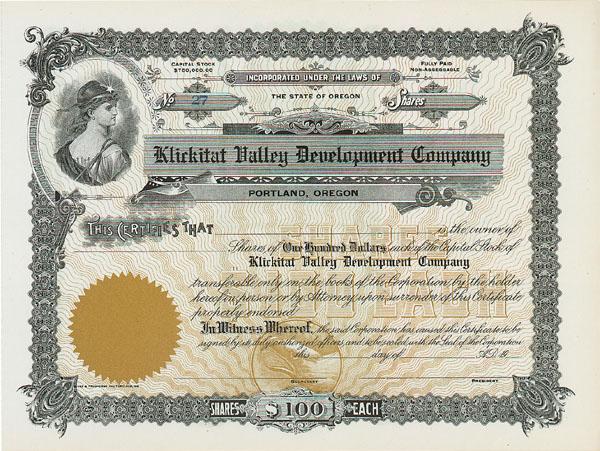 CAPITAL STOCK
FULLY PAID
NON-ASSESSABLE
INCORPORATED UNDER THE LAWS OF
THE STATE OF OREGON
No 27
Shares
Klickitat Valley Development Company
PORTLAND, OREGON
THIS CERTIFIES THAT is the owner of
Shares of One Hundred Dollars each of the Capital Stock of
Klickitat Valley Development Company
transferable only on the books of the Corporation by the holder
hereof in person or by Attorney upon surrender of this Certificate
properly endorsed.
In Witness Whereof, the said Corporation has caused this Certificate to be
signed by its duly authorized officers and to be sealed with the Seal of the Corporation
this day of A.D. 19
SECRETARY
PRESIDENT
SHARES $100 EACH